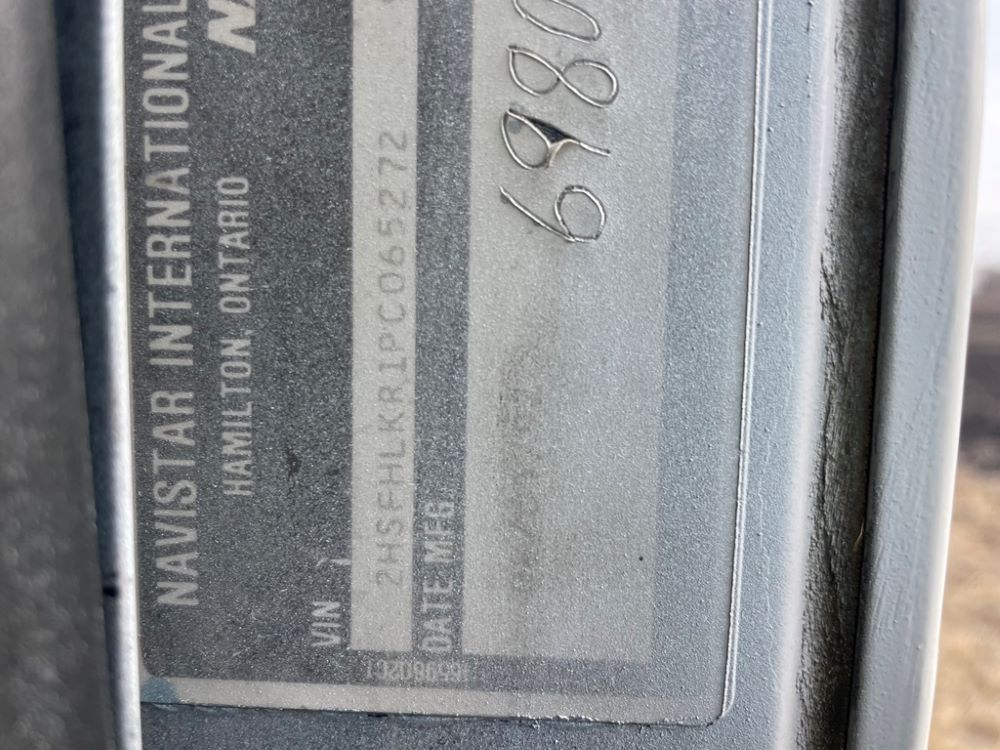 NAVISTAR INTERNATIONAL
HAMILTON, ONTARIO
VIN
2HSFHLKR1PC065272
DATE MFG.
6980